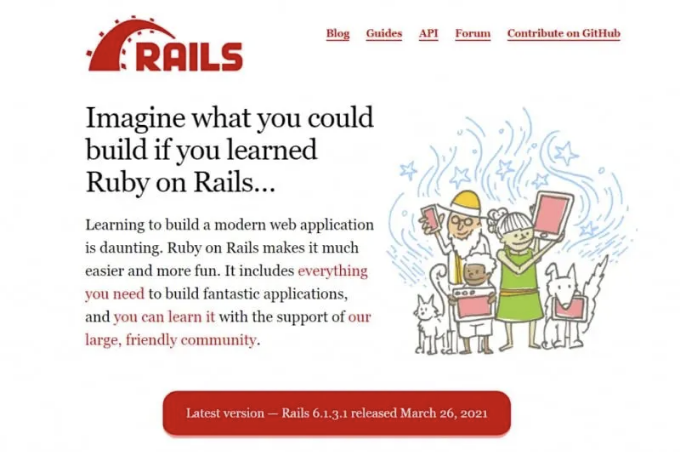 RAILS
Blog Guides API Forum Contribute on GitHub
Imagine what you could
build if you learned
Ruby on Rails...
Learning to build a modern web application
is daunting. Ruby on Rails makes it much
easier and more fun. It includes everything
you need to build fantastic applications,
and you can learn it with the support of our
large, friendly community.
Latest version — Rails 6.1.3.1 released March 26, 2021